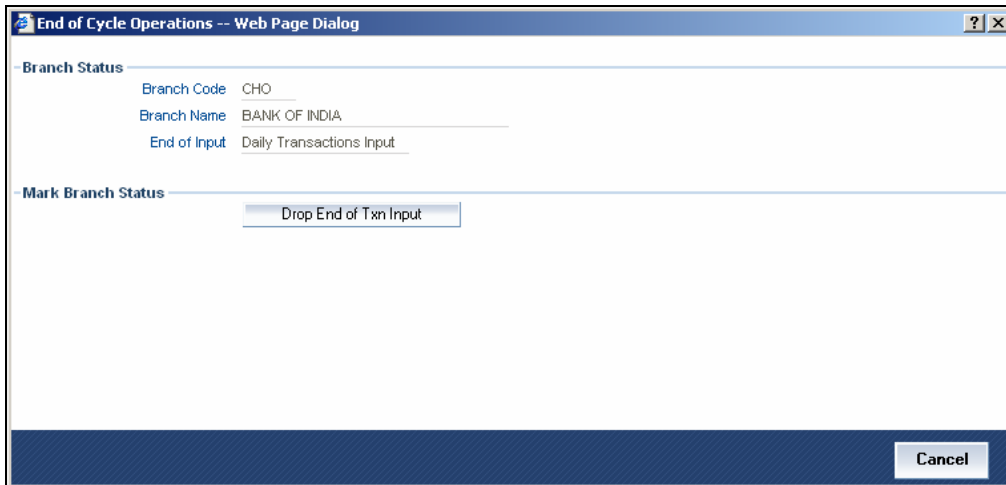 End of Cycle Operations -- Web Page Dialog
Branch Status
Branch Code CHO
Branch Name BANK OF INDIA
End of Input Daily Transactions Input
Mark Branch Status
Drop End of Txn Input
Cancel